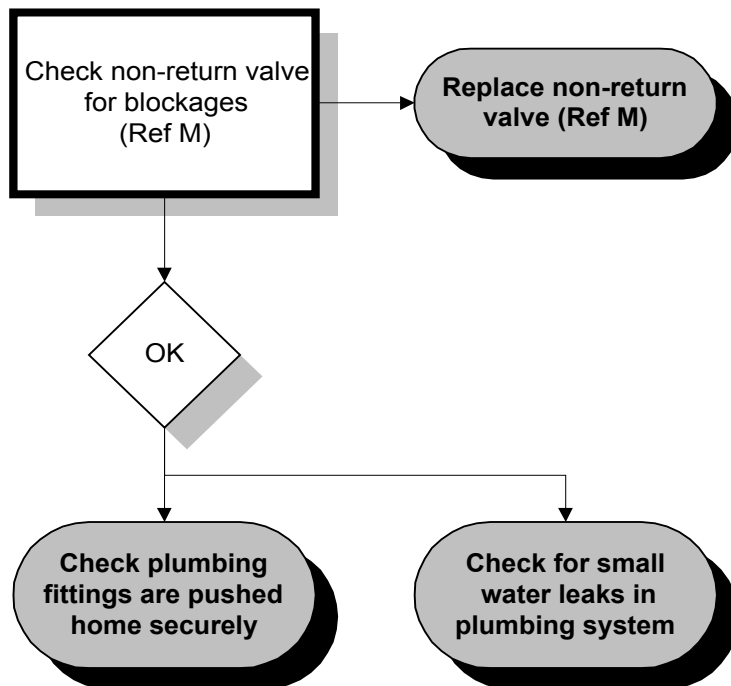 Check non-return valve
for blockages
(Ref M)
Replace non-return
valve (Ref M)
OK
Check plumbing
fittings are pushed
home securely
Check for small
water leaks in
plumbing system